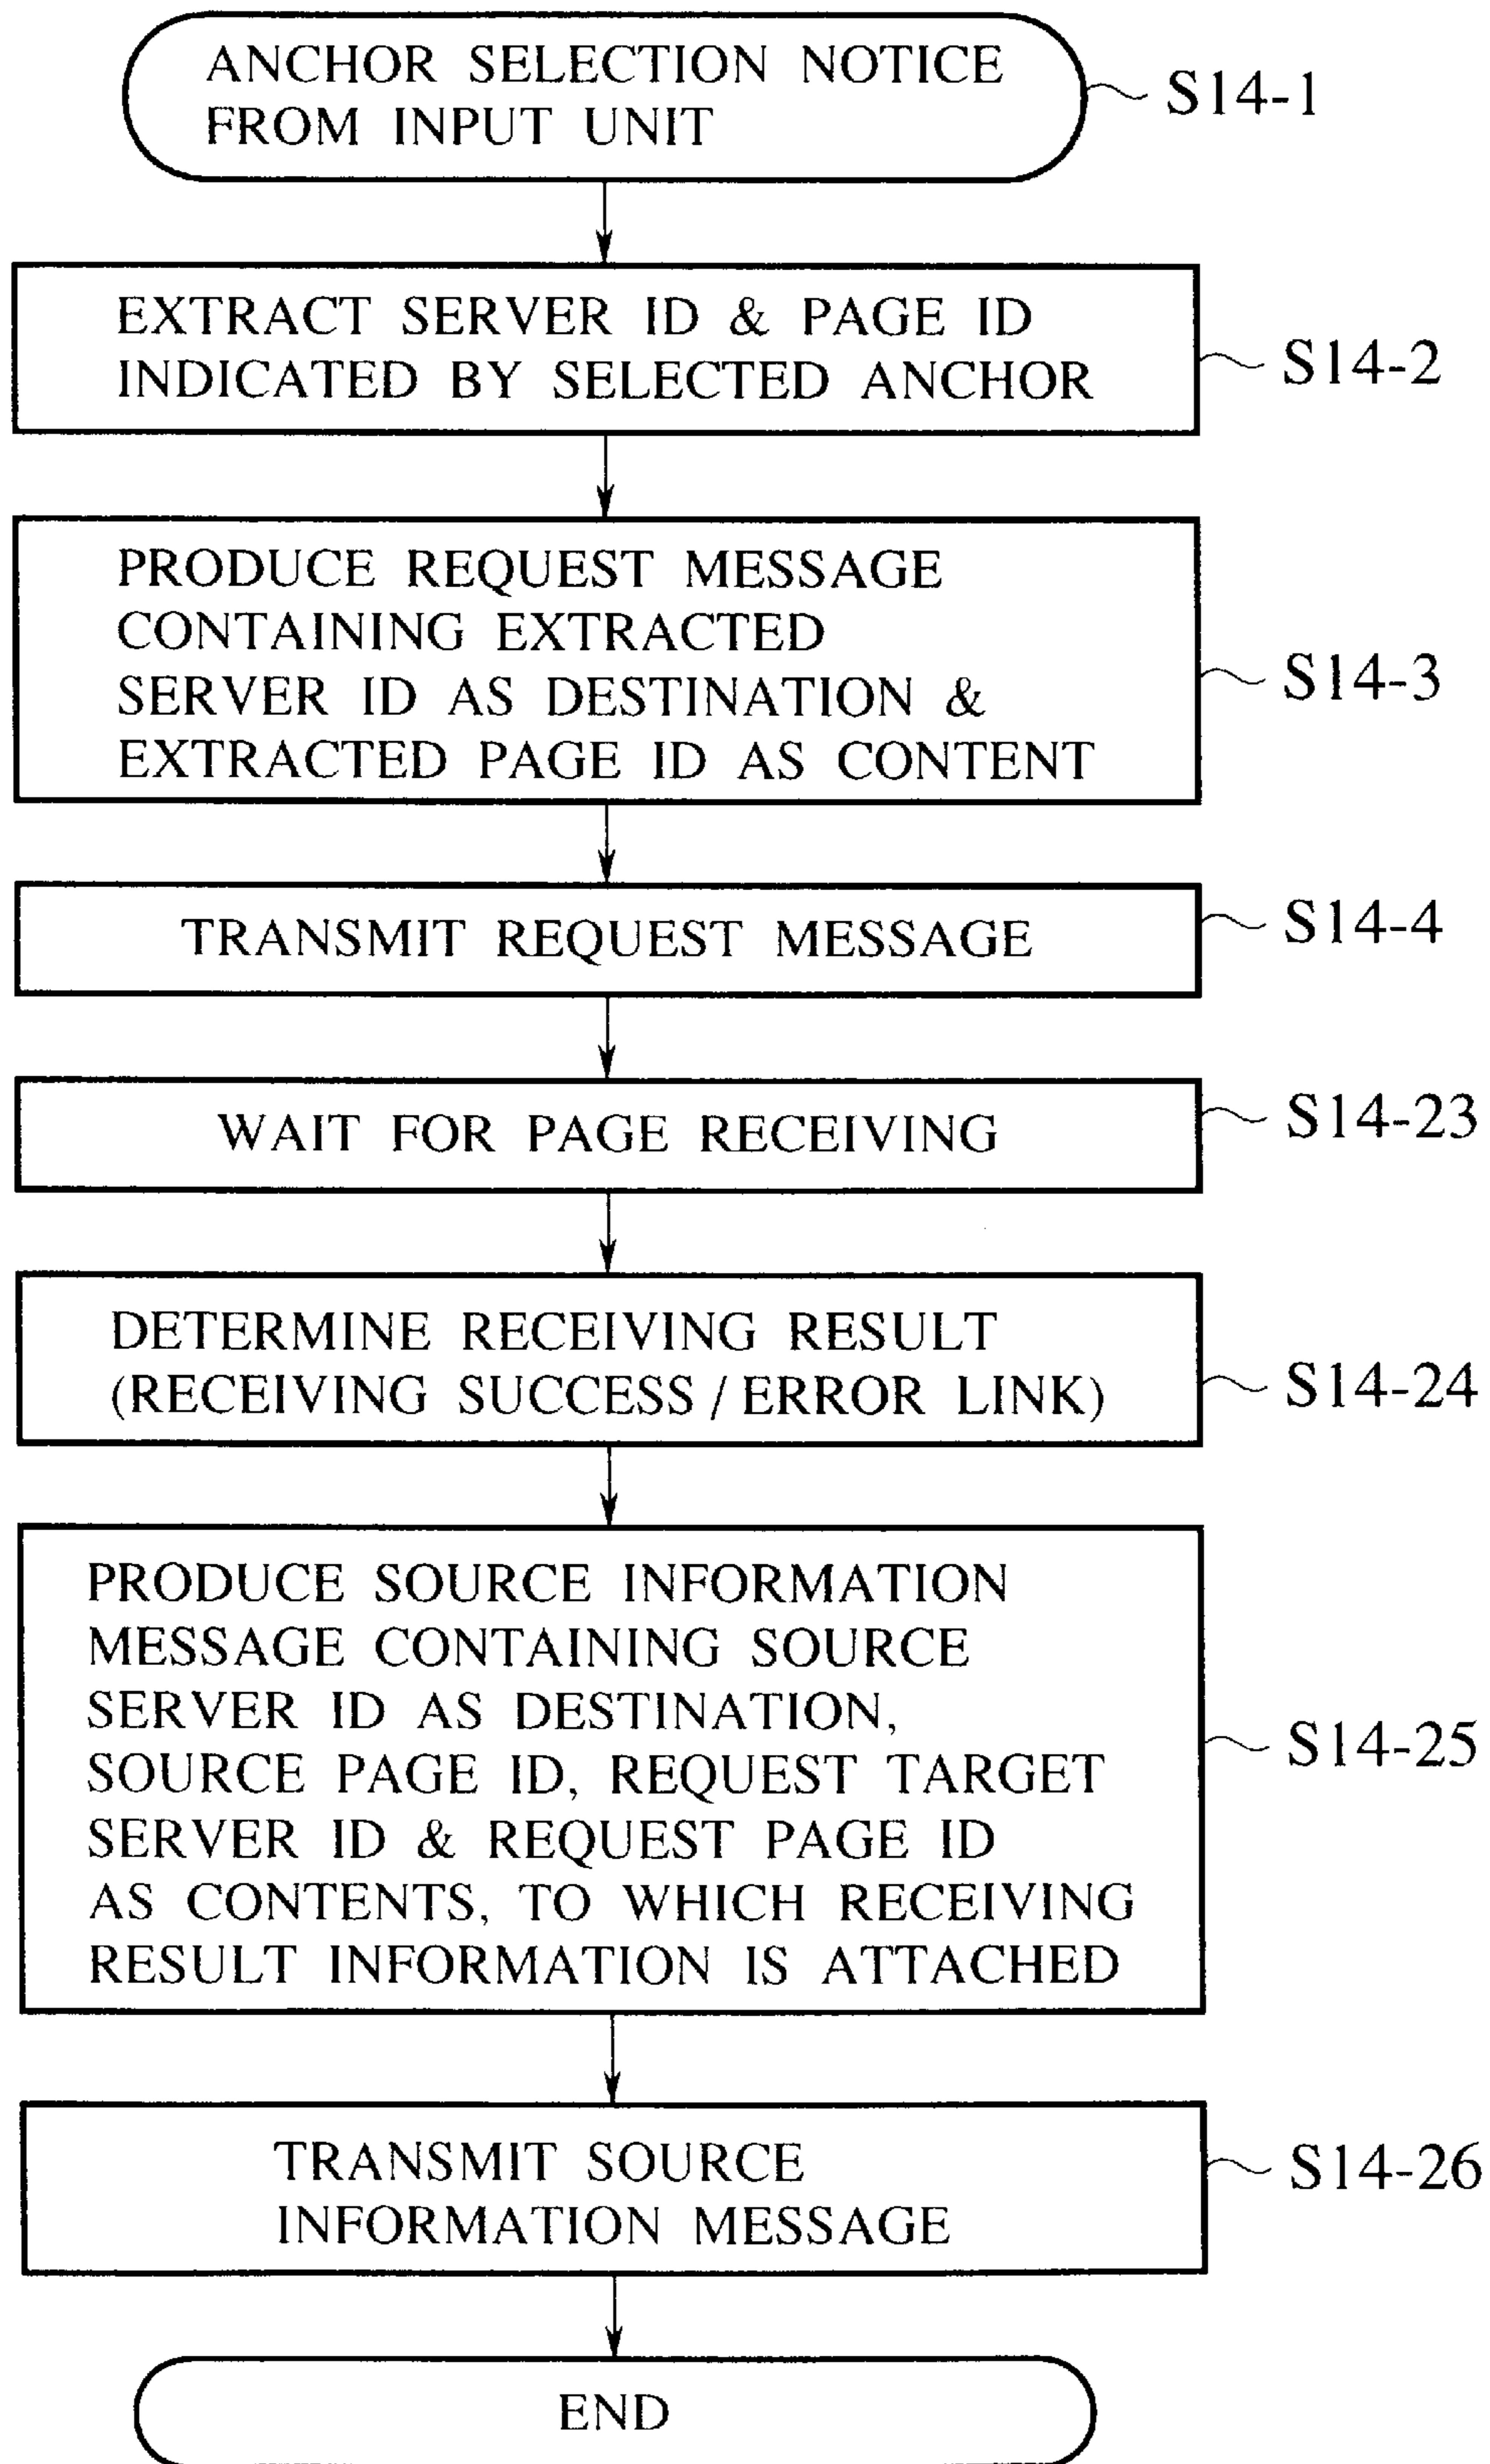 ANCHOR SELECTION NOTICE
FROM INPUT UNIT
S14-1
EXTRACT SERVER ID & PAGE ID
INDICATED BY SELECTED ANCHOR
S14-2
PRODUCE REQUEST MESSAGE
CONTAINING EXTRACTED
SERVER ID AS DESTINATION &
EXTRACTED PAGE ID AS CONTENT
S14-3
TRANSMIT REQUEST MESSAGE
S14-4
WAIT FOR PAGE RECEIVING
S14-23
DETERMINE RECEIVING RESULT
(RECEIVING SUCCESS / ERROR LINK)
S14-24
PRODUCE SOURCE INFORMATION
MESSAGE CONTAINING SOURCE
SERVER ID AS DESTINATION,
SOURCE PAGE ID, REQUEST TARGET
SERVER ID & REQUEST PAGE ID
AS CONTENTS, TO WHICH RECEIVING
RESULT INFORMATION IS ATTACHED
S14-25
TRANSMIT SOURCE
INFORMATION MESSAGE
S14-26
END